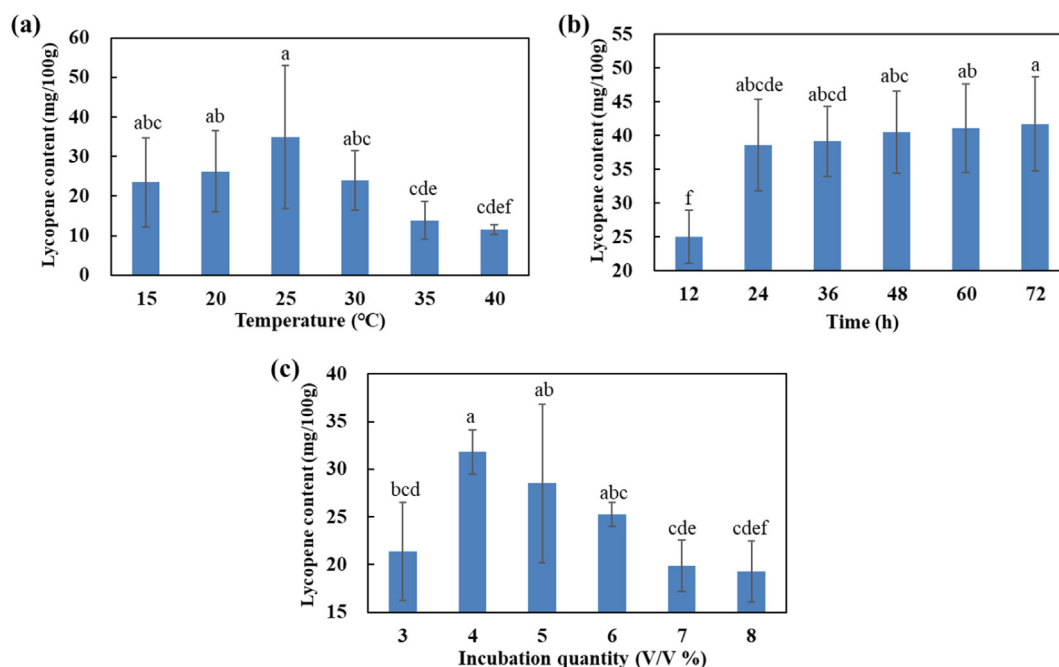 (a)
Lycopene content (mg/100g)
60
50
40
30
20
10
0
abc
ab
a
abc
cde
cdef
15 20 25 30 35 40
Temperature (°C)
(b)
Lycopene content (mg/100g)
55
50
45
40
35
30
25
20
f
abcde
abcd
abc
ab
a
12 24 36 48 60 72
Time (h)
(c)
Lycopene content (mg/100g)
40
35
30
25
20
15
bcd
a
ab
abc
cde
cdef
3 4 5 6 7 8
Incubation quantity (V/V %)